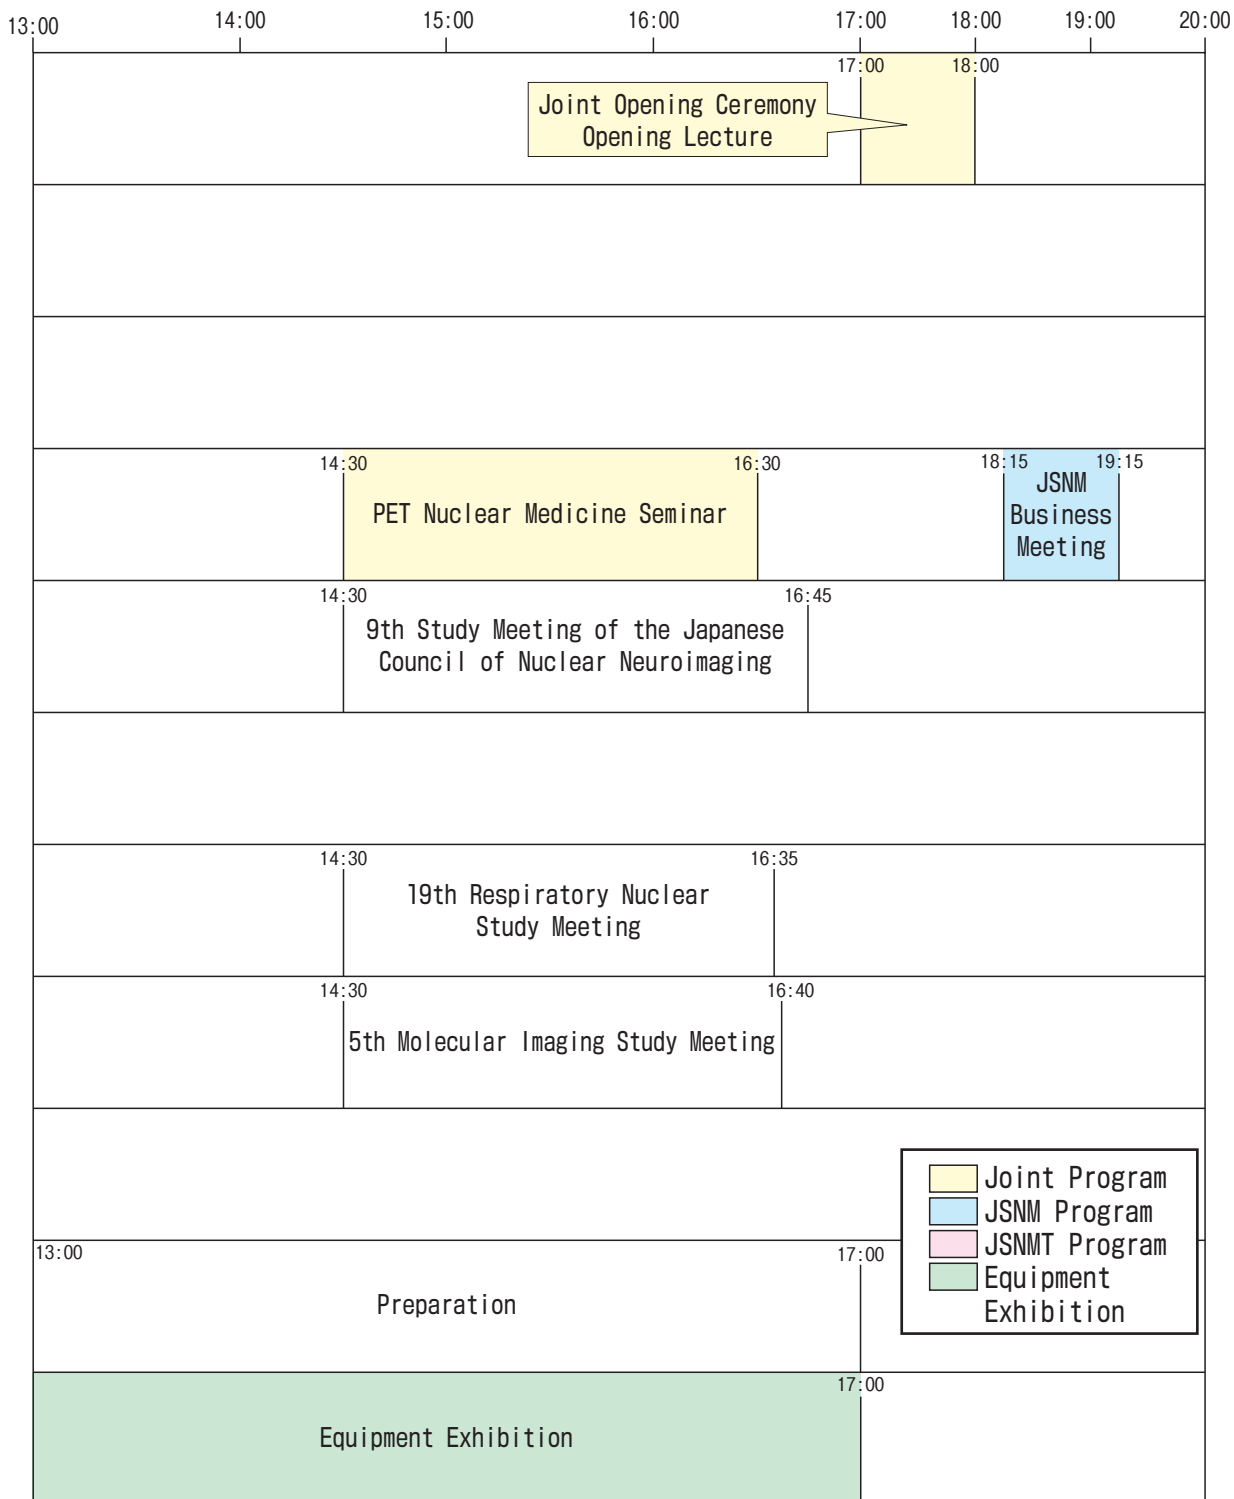 13:00 14:00 15:00 16:00 17:00 18:00 19:00 20:00
17:00 18:00
Joint Opening Ceremony
Opening Lecture
14:30 16:30 18:15 19:15
PET Nuclear Medicine Seminar
JSNM
Business
Meeting
14:30 16:45
9th Study Meeting of the Japanese
Council of Nuclear Neuroimaging
14:30 16:35
19th Respiratory Nuclear
Study Meeting
14:30 16:40
5th Molecular Imaging Study Meeting
Joint Program
JSNM Program
JSNMT Program
Equipment
Exhibition
13:00 17:00
Preparation
17:00
Equipment Exhibition